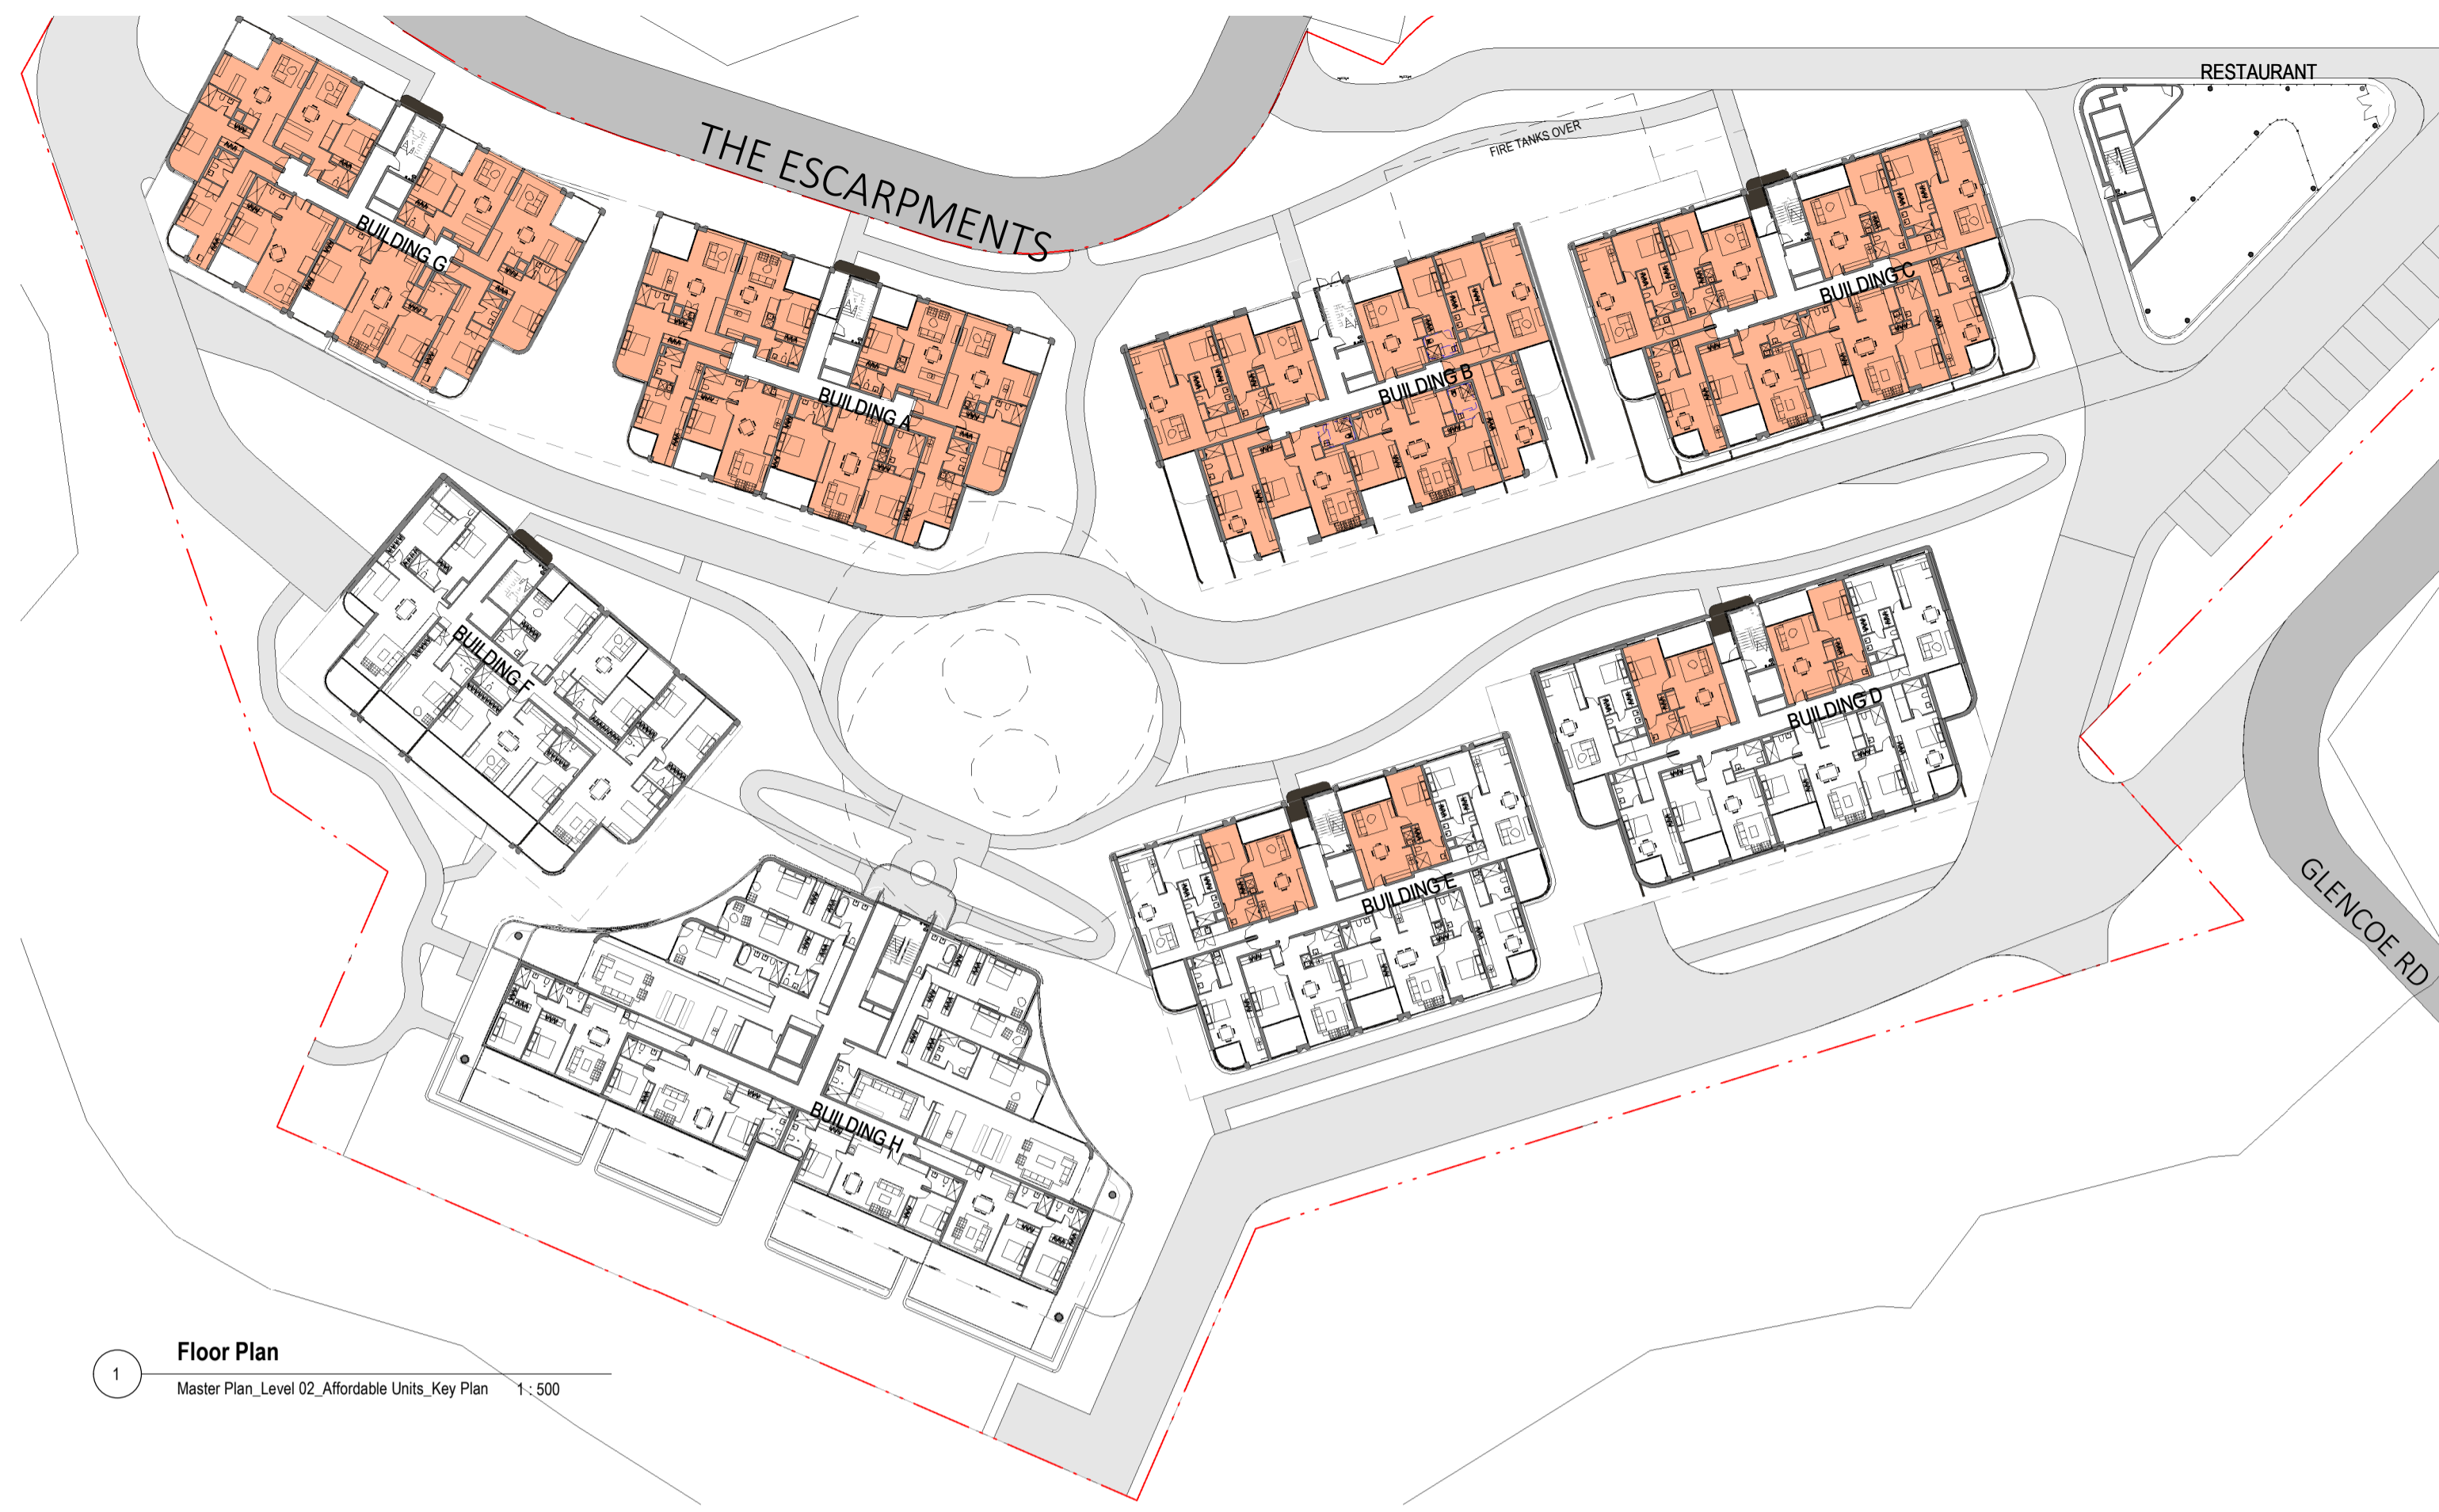 RESTAURANT
THE ESCARPMENTS
FIRE TANKS OVER
BUILDING G
BUILDING C
BUILDING B
BUILDING A
BUILDING F
BUILDING D
BUILDING E
GLENCOE RD
BUILDING H
1
Floor Plan
Master Plan_Level 02_Affordable Units_Key Plan 1 : 500